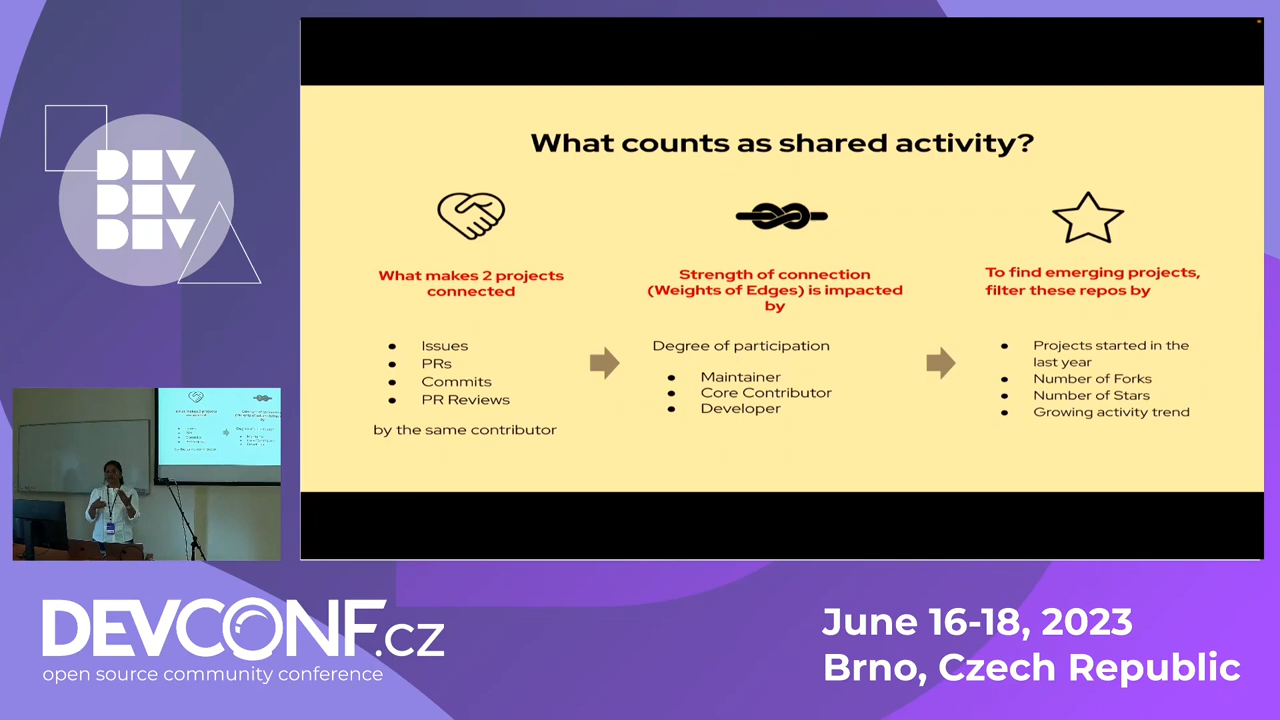 DEV
DEV
DEV
What counts as shared activity?
What makes 2 projects
connected
Issues
PRs
Commits
PR Reviews
by the same contributor
Strength of connection
(Weights of Edges) is impacted
by
Degree of participation
Maintainer
Core Contributor
Developer
To find emerging projects,
filter these repos by
Projects started in the
last year
Number of Forks
Number of Stars
Growing activity trend
DEVCONF.cz
open source community conference
June 16-18, 2023
Brno, Czech Republic